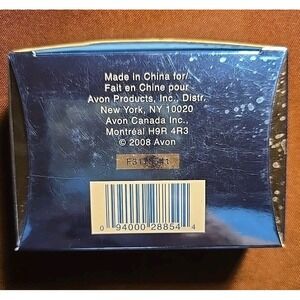 Made in China for/
Fait en Chine pour
Avon Products, Inc., Distr.
New York, NY 10020
Avon Canada Inc.,
Montréal H9R 4R3
© 2008 Avon
0 94000 28854 4